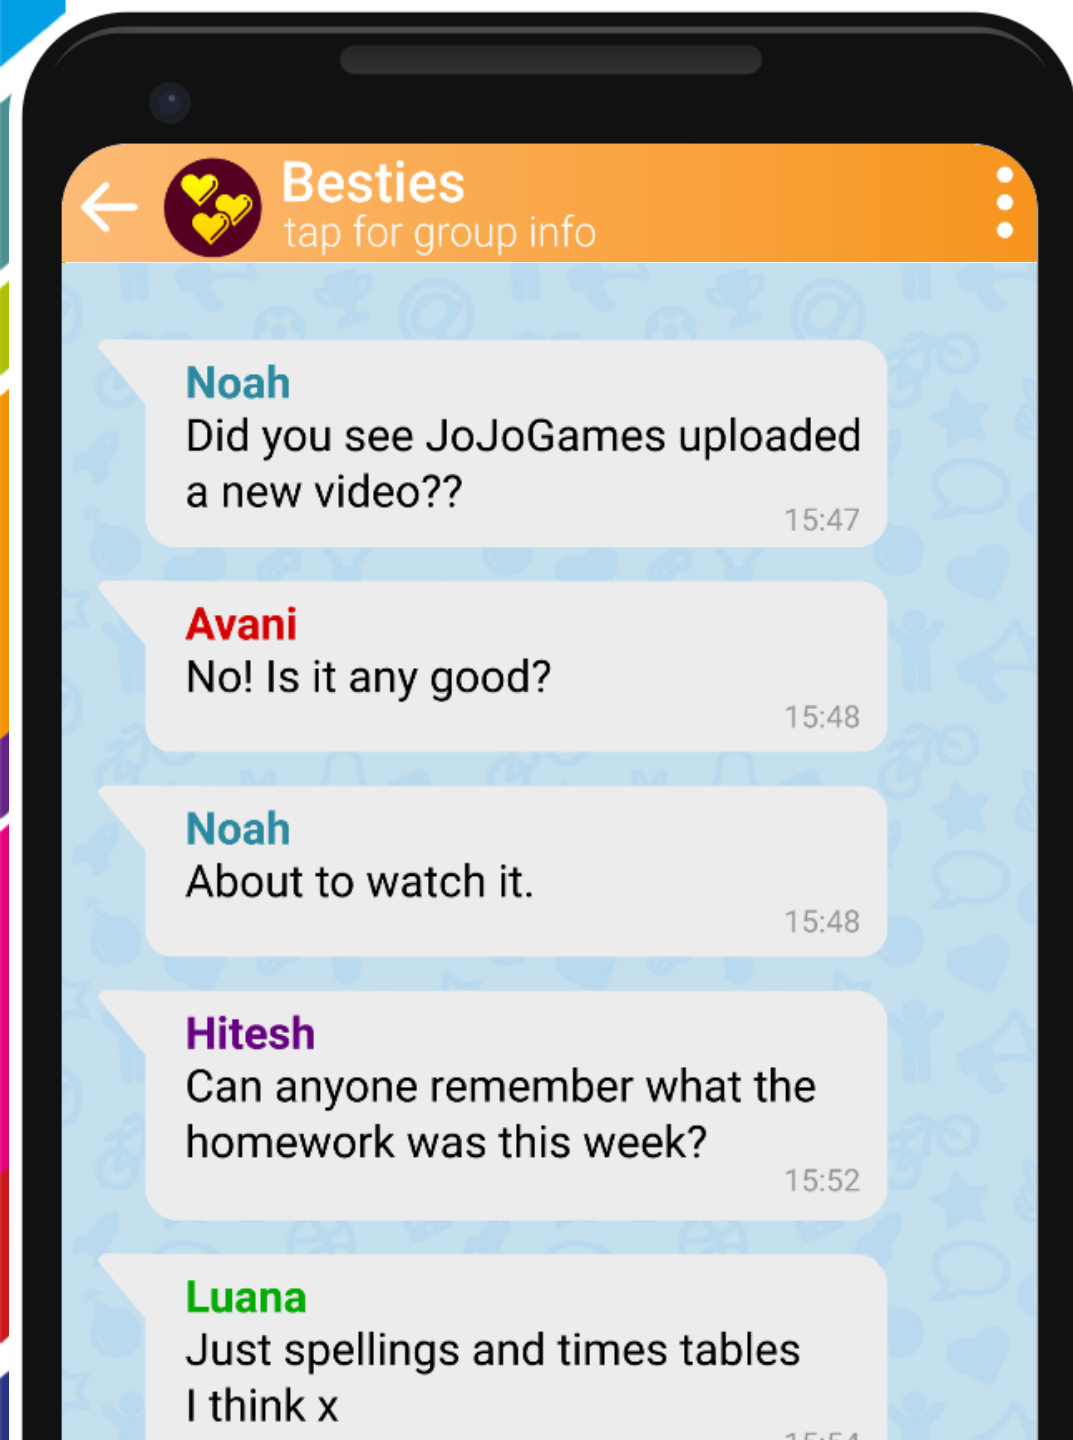 Besties
tap for group info
Noah
Did you see JoJoGames uploaded
a new video??
15:47
Avani
No! Is it any good?
15:48
Noah
About to watch it.
15:48
Hitesh
Can anyone remember what the
homework was this week?
15:52
Luana
Just spellings and times tables
I think x